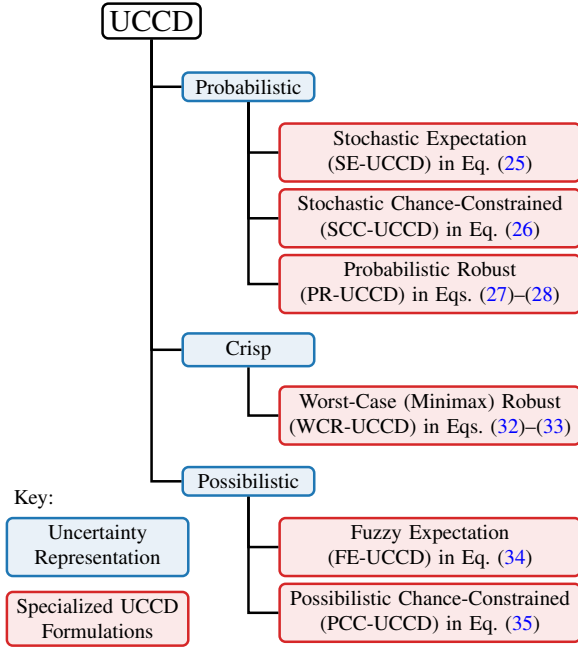 UCCD
Probabilistic
Stochastic Expectation
(SE-UCCD) in Eq. (25)
Stochastic Chance-Constrained
(SCC-UCCD) in Eq. (26)
Probabilistic Robust
(PR-UCCD) in Eqs. (27)–(28)
Crisp
Worst-Case (Minimax) Robust
(WCR-UCCD) in Eqs. (32)–(33)
Possibilistic
Fuzzy Expectation
(FE-UCCD) in Eq. (34)
Possibilistic Chance-Constrained
(PCC-UCCD) in Eq. (35)
Key:
Uncertainty
Representation
Specialized UCCD
Formulations